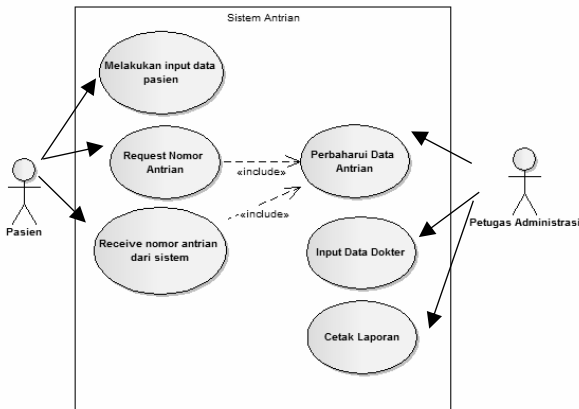 Sistem Antrian
Melakukan input data
pasien
Request Nomor
Antrian
«include»
Perbaharui Data
Antrian
Pasien
Petugas Administrasi
«include»
Receive nomor antrian
dari sistem
Input Data Dokter
Cetak Laporan